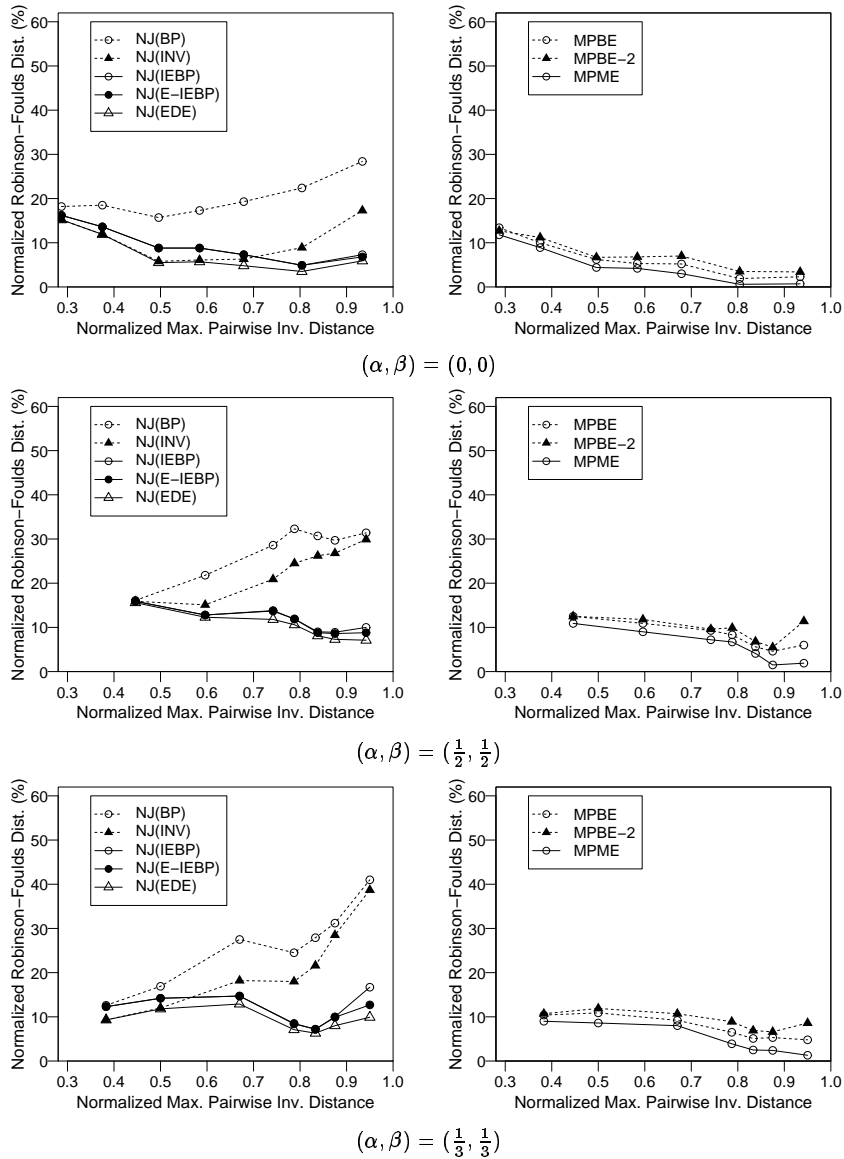 Normalized Robinson−Foulds Dist. (%)
60
50
40
30
20
10
0
NJ(BP)
NJ(INV)
NJ(IEBP)
NJ(E−IEBP)
NJ(EDE)
0.3 0.4 0.5 0.6 0.7 0.8 0.9 1.0
Normalized Max. Pairwise Inv. Distance
Normalized Robinson−Foulds Dist. (%)
60
50
40
30
20
10
0
MPBE
MPBE−2
MPME
0.3 0.4 0.5 0.6 0.7 0.8 0.9 1.0
Normalized Max. Pairwise Inv. Distance
(α, β) = (0, 0)
Normalized Robinson−Foulds Dist. (%)
60
50
40
30
20
10
0
NJ(BP)
NJ(INV)
NJ(IEBP)
NJ(E−IEBP)
NJ(EDE)
0.3 0.4 0.5 0.6 0.7 0.8 0.9 1.0
Normalized Max. Pairwise Inv. Distance
Normalized Robinson−Foulds Dist. (%)
60
50
40
30
20
10
0
MPBE
MPBE−2
MPME
0.3 0.4 0.5 0.6 0.7 0.8 0.9 1.0
Normalized Max. Pairwise Inv. Distance
(α, β) = (1/2, 1/2)
Normalized Robinson−Foulds Dist. (%)
60
50
40
30
20
10
0
NJ(BP)
NJ(INV)
NJ(IEBP)
NJ(E−IEBP)
NJ(EDE)
0.3 0.4 0.5 0.6 0.7 0.8 0.9 1.0
Normalized Max. Pairwise Inv. Distance
Normalized Robinson−Foulds Dist. (%)
60
50
40
30
20
10
0
MPBE
MPBE−2
MPME
0.3 0.4 0.5 0.6 0.7 0.8 0.9 1.0
Normalized Max. Pairwise Inv. Distance
(α, β) = (1/3, 1/3)